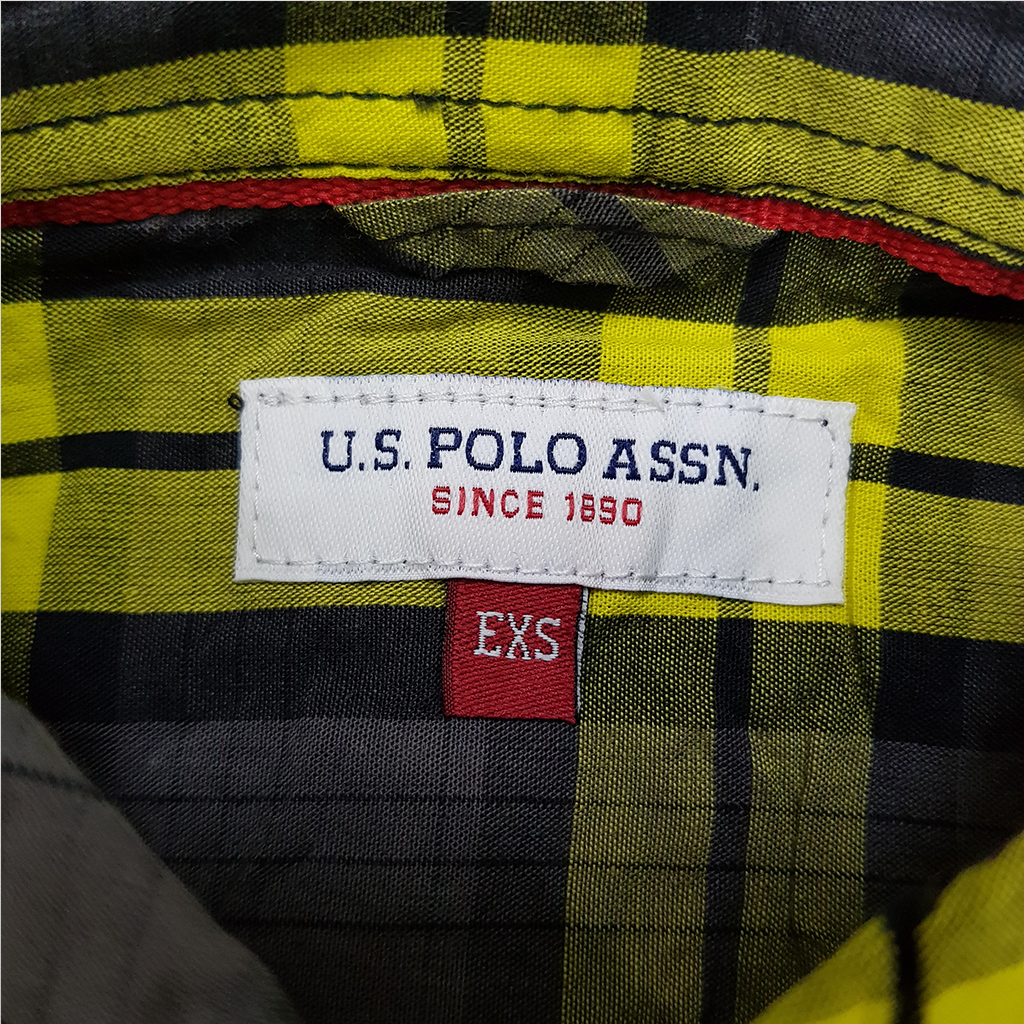 U.S. POLO ASSN.
SINCE 1890
EXS